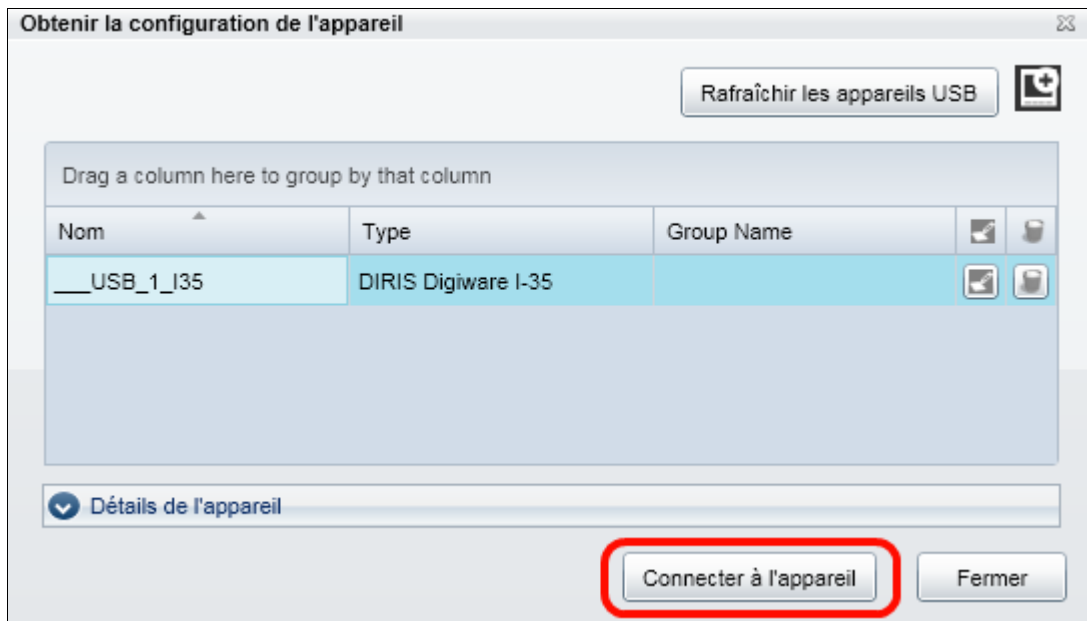 Obtenir la configuration de l'appareil
Rafraîchir les appareils USB
Drag a column here to group by that column
Nom Type Group Name
___USB_1_I35 DIRIS Digiware I-35
Détails de l'appareil
Connecter à l'appareil Fermer